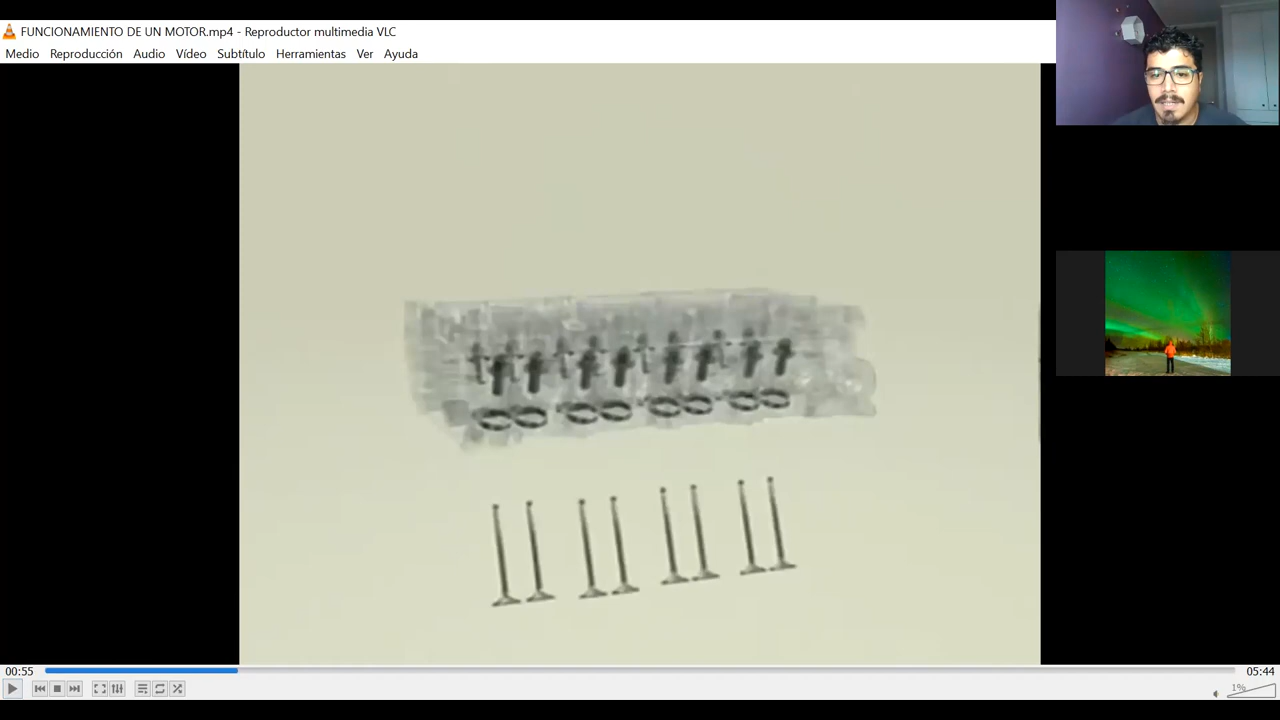 FUNCIONAMIENTO DE UN MOTOR.mp4 - Reproductor multimedia VLC
Medio Reproducción Audio Vídeo Subtítulo Herramientas Ver Ayuda
00:55 05:44
1%